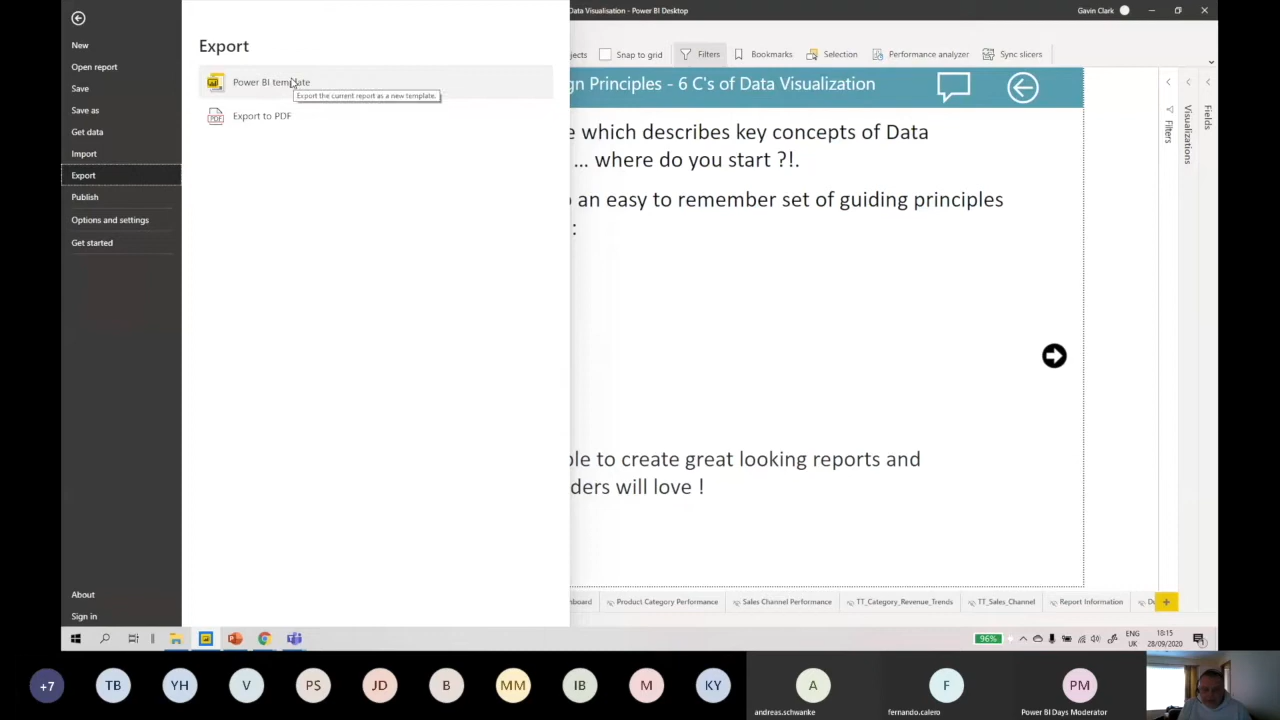 Data Visualisation - Power BI Desktop
Gavin Clark
Export
New
Open report
Save
Save as
Get data
Import
Export
Publish
Options and settings
Get started
About
Sign in
Power BI template
Export the current report as a new template.
PDF
Export to PDF
jects
Snap to grid
Filters
Bookmarks
Selection
Performance analyzer
Sync slicers
gn Principles - 6 C's of Data Visualization
e which describes key concepts of Data
... where do you start ?!.
o an easy to remember set of guiding principles
:
ble to create great looking reports and
ders will love !
Filters
Visualizations
Fields
board
Product Category Performance
Sales Channel Performance
TT_Category_Revenue_Trends
TT_Sales_Channel
Report Information
De
+
96%
ENG
UK
18:15
28/09/2020
+7
TB
YH
V
PS
JD
B
MM
IB
M
KY
A
andreas.schwanke
F
fernando.calero
PM
Power BI Days Moderator